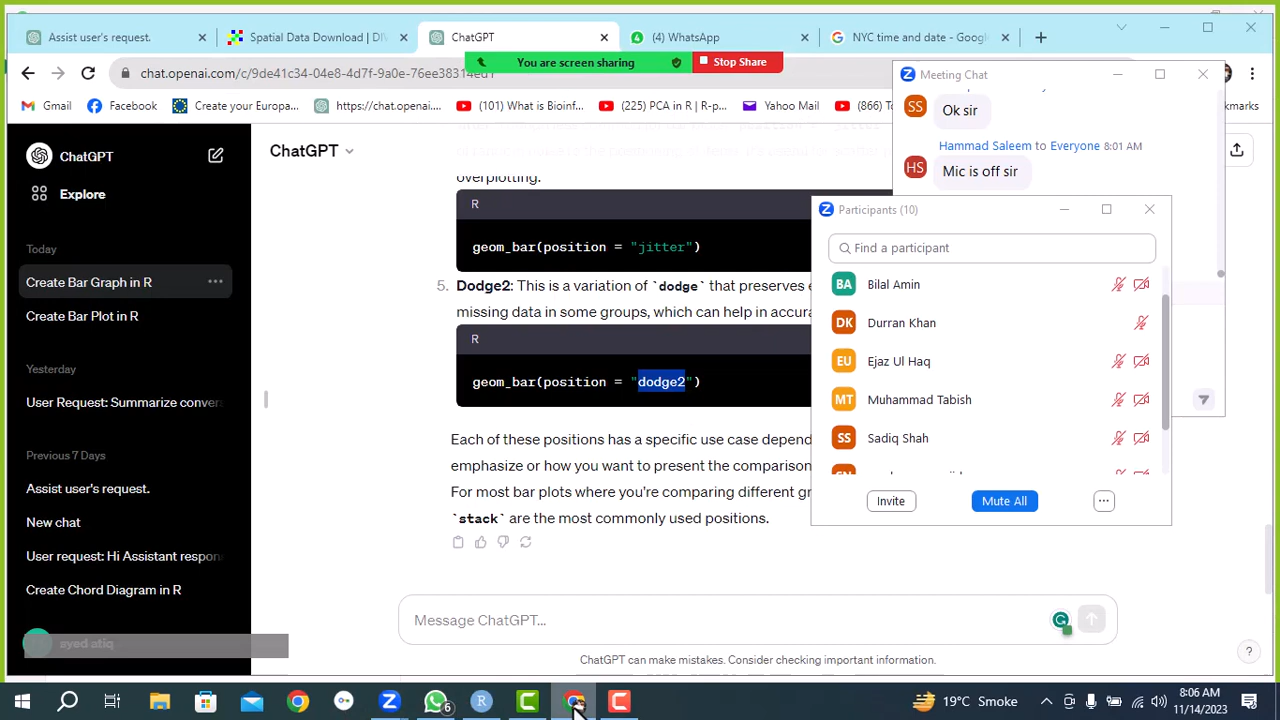 Assist user's request.
Spatial Data Download | DIV
ChatGPT
(4) WhatsApp
NYC time and date - Google
You are screen sharing
Stop Share
chat.openai.com/c/9de41c34-04e8-4d7f-9a0e-76ee38314ed1
Gmail
Facebook
Create your Europa...
https://chat.openai....
(101) What is Bioinf...
(225) PCA in R | R-p...
Yahoo Mail
(866) To
kmarks
Meeting Chat
SS
Ok sir
Hammad Saleem to Everyone 8:01 AM
HS
Mic is off sir
ChatGPT
Explore
Today
Create Bar Graph in R
Create Bar Plot in R
Yesterday
User Request: Summarize convers
Previous 7 Days
Assist user's request.
New chat
User request: Hi Assistant respon
Create Chord Diagram in R
ayed atiq
ChatGPT
overplotting.
R
geom_bar(position = "jitter")
5. Dodge2: This is a variation of `dodge` that preserves
missing data in some groups, which can help in accura
R
geom_bar(position = "dodge2")
Each of these positions has a specific use case depend
emphasize or how you want to present the comparison
For most bar plots where you're comparing different gr
`stack` are the most commonly used positions.
Message ChatGPT...
ChatGPT can make mistakes. Consider checking important information.
?
Participants (10)
Find a participant
BA Bilal Amin
DK Durran Khan
EU Ejaz Ul Haq
MT Muhammad Tabish
SS Sadiq Shah
Invite
Mute All
...
6
19°C Smoke
8:06 AM
11/14/2023